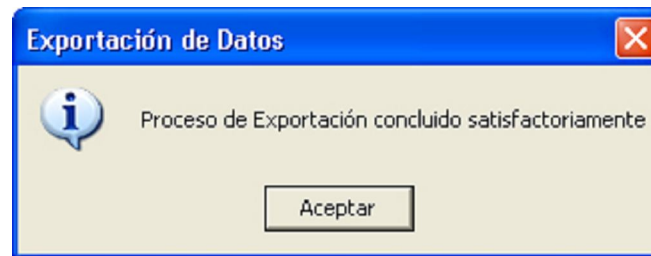 Exportación de Datos
Proceso de Exportación concluido satisfactoriamente
Aceptar